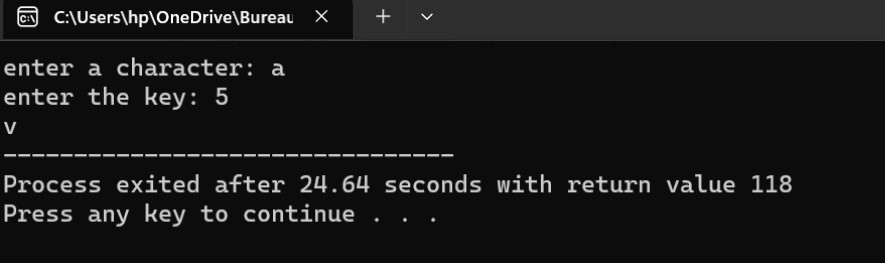 C:\Users\hp\OneDrive\Bureau
enter a character: a
enter the key: 5
v
--------------------------------
Process exited after 24.64 seconds with return value 118
Press any key to continue . . .